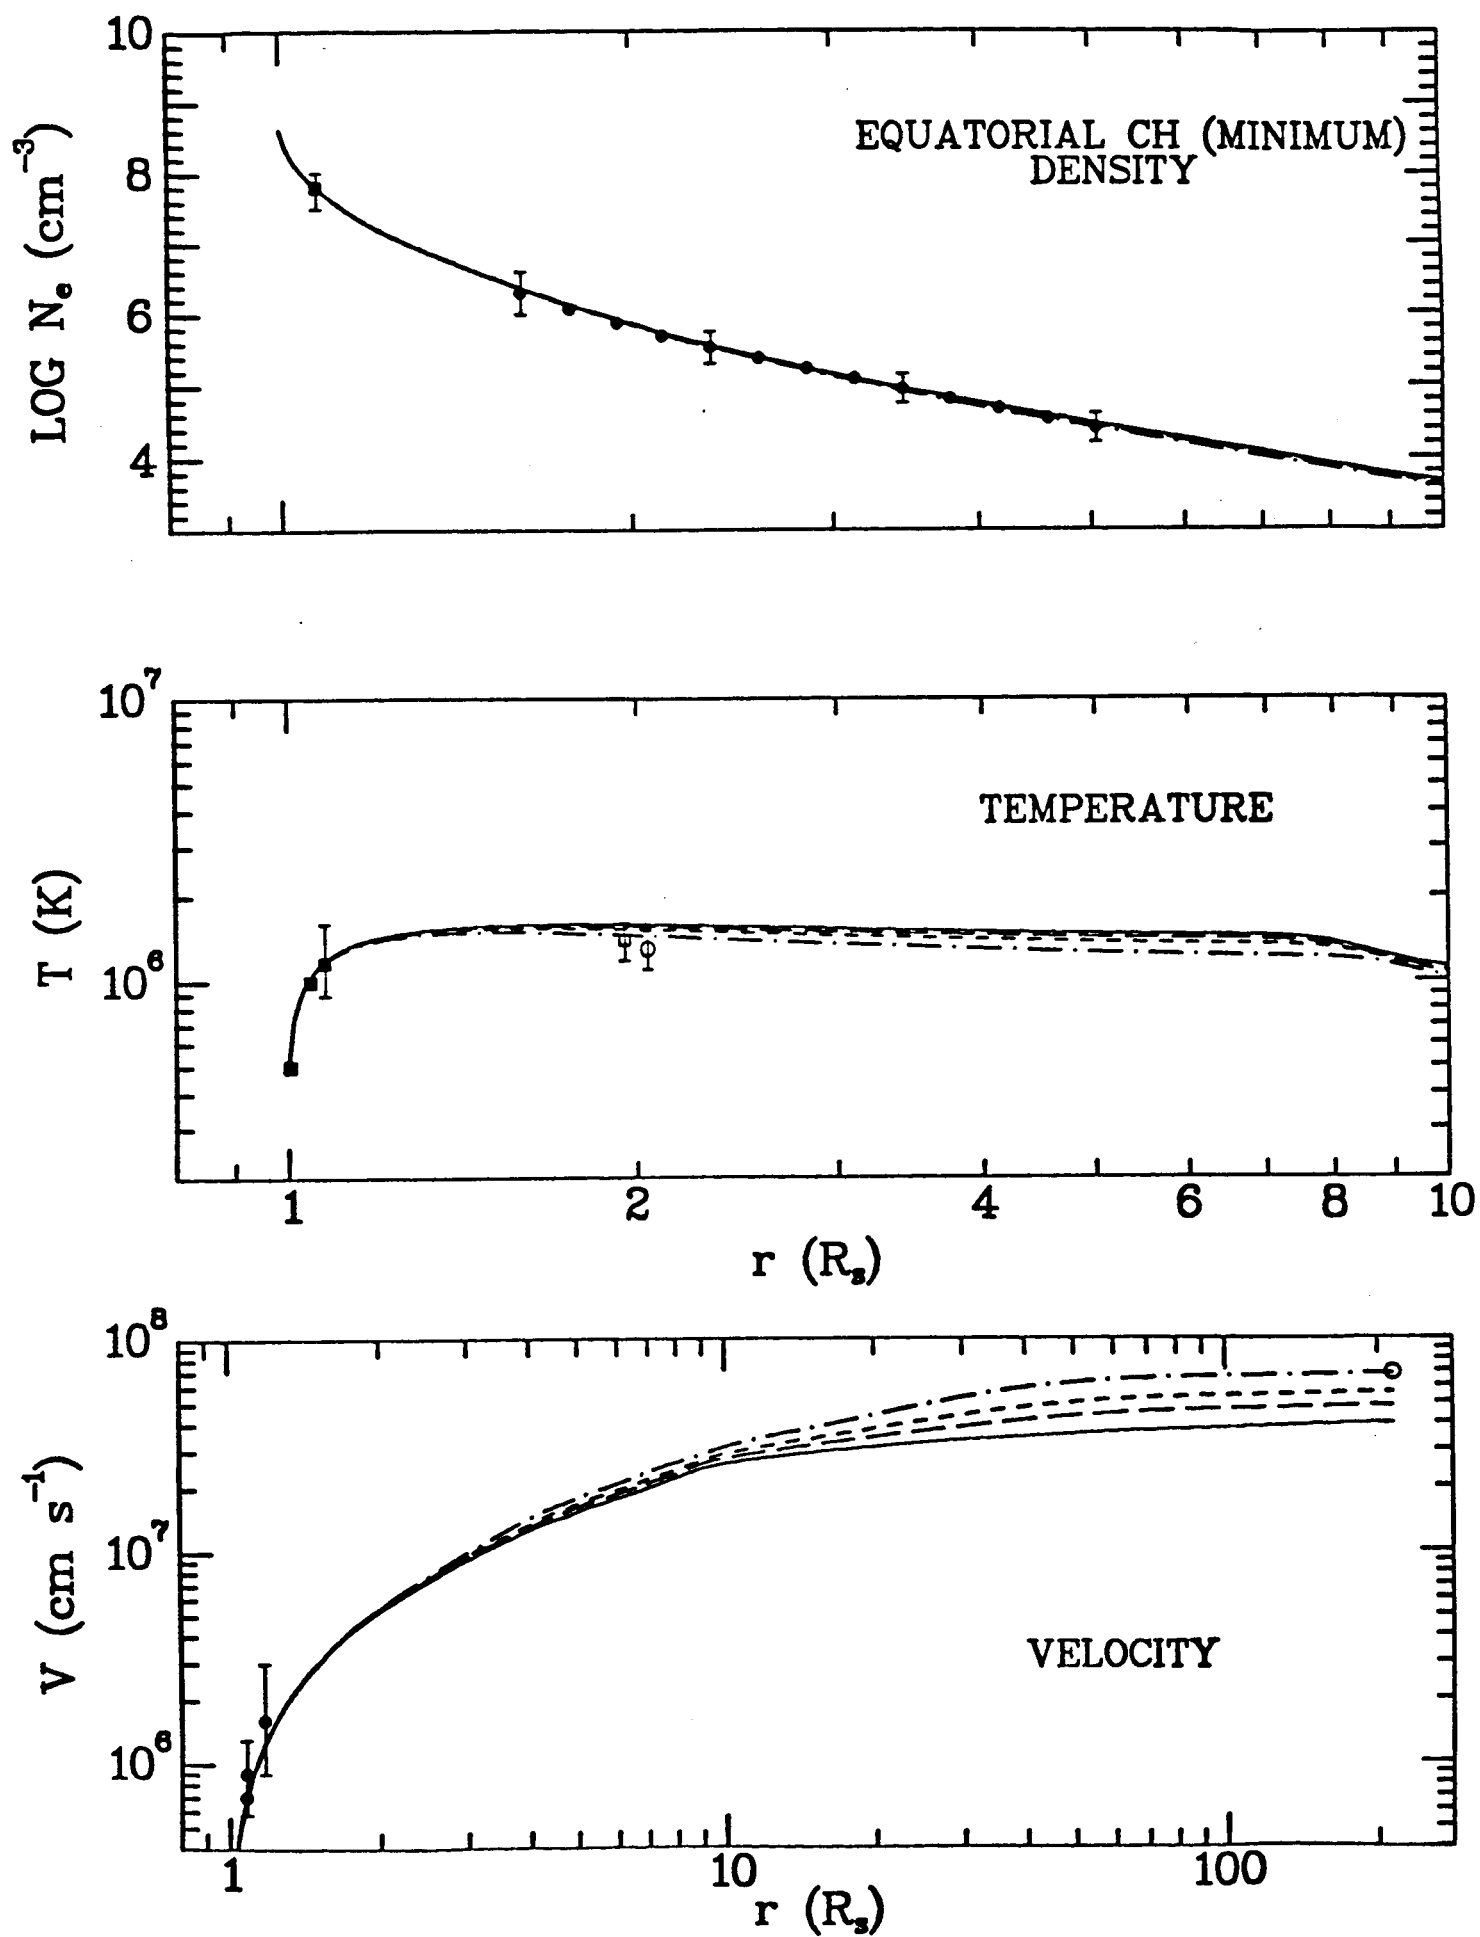 10
8
6
4
LOG Nₑ (cm⁻³)
EQUATORIAL CH (MINIMUM)
DENSITY
10⁷
10⁶
T (K)
TEMPERATURE
1 2 4 6 8 10
r (Rₛ)
10⁸
10⁷
10⁶
V (cm s⁻¹)
VELOCITY
1 10 100
r (Rₛ)